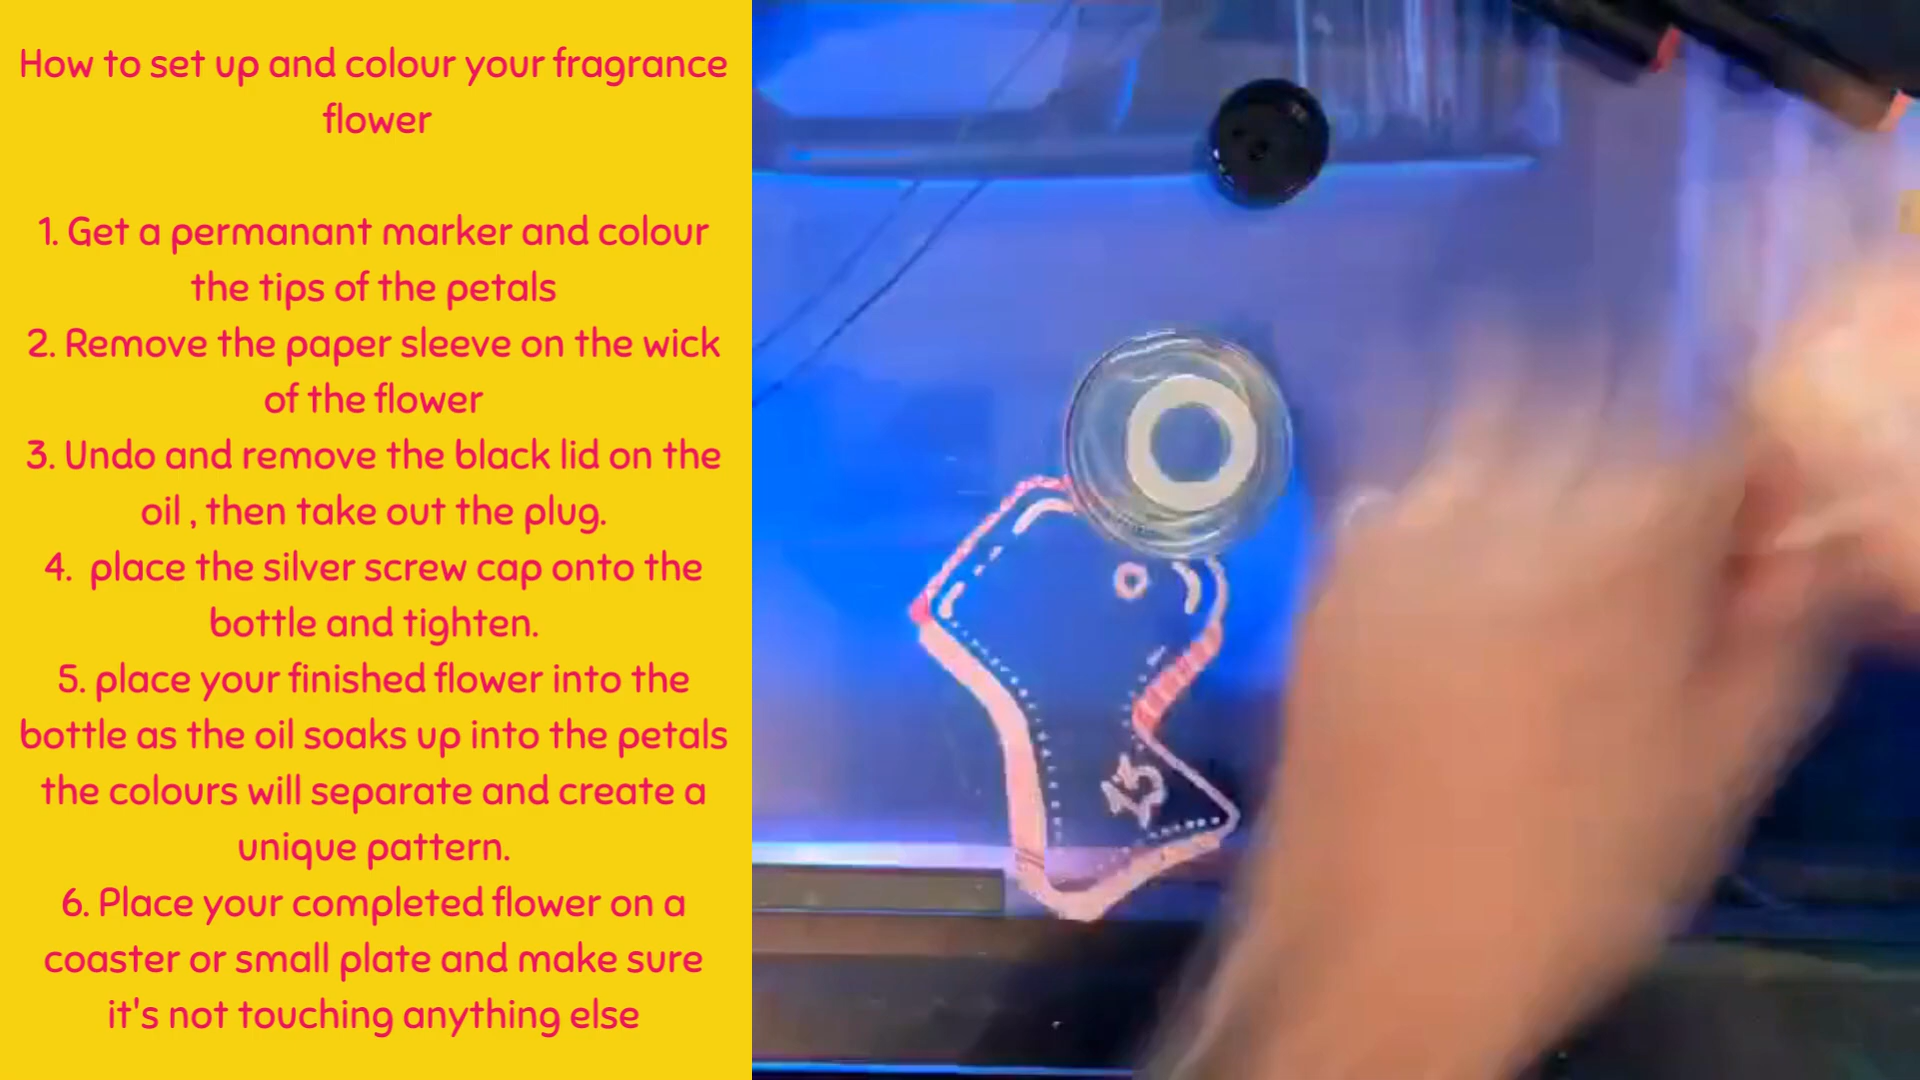 How to set up and colour your fragrance
flower
1. Get a permanant marker and colour
the tips of the petals
2. Remove the paper sleeve on the wick
of the flower
3. Undo and remove the black lid on the
oil , then take out the plug.
4. place the silver screw cap onto the
bottle and tighten.
5. place your finished flower into the
bottle as the oil soaks up into the petals
the colours will separate and create a
unique pattern.
6. Place your completed flower on a
coaster or small plate and make sure
it's not touching anything else